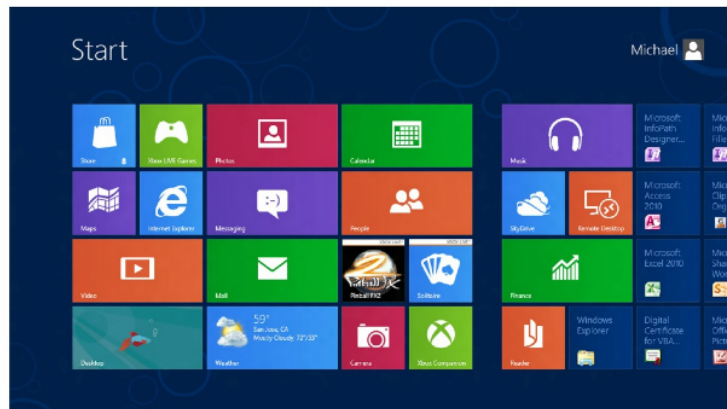 Start
Michael
Store 8
Xbox LIVE Games
Photos
Calendar
Music
Microsoft
InfoPath
Designer...
Maps
Internet Explorer
Messaging
People
SkyDrive
Remote Desktop
Microsoft
Access
2010
Video
Mail
Pinball FX2
Solitaire
Finance
Microsoft
Excel 2010
Desktop
59°
San Jose, CA
Mostly Cloudy, 72°/53°
Weather
Camera
Xbox Companion
Reader
Windows
Explorer
Digital
Certificate
for VBA...